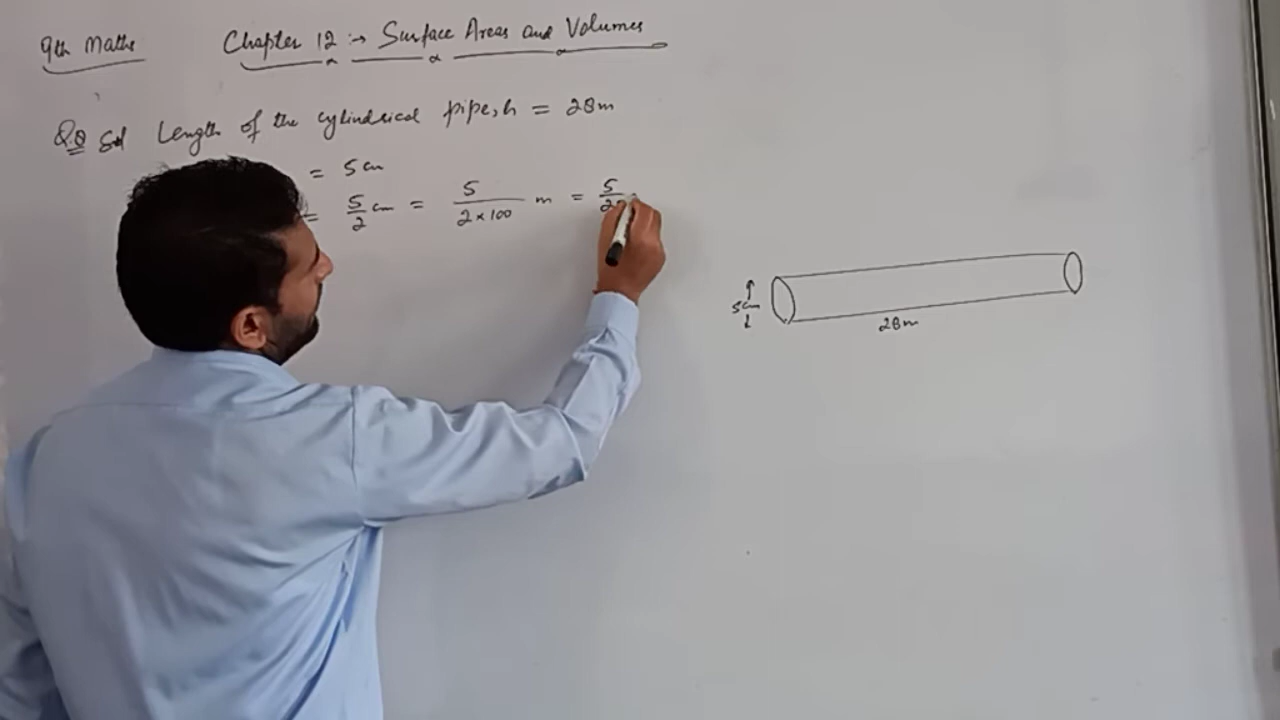 9th Maths
Chapter 12 :→ Surface Areas and Volumes
Q8 Sol Length of the cylindrical pipe, h = 28m
= 5cm
= 5/2 cm = 5/2×100 m = 5/20
5cm
28m